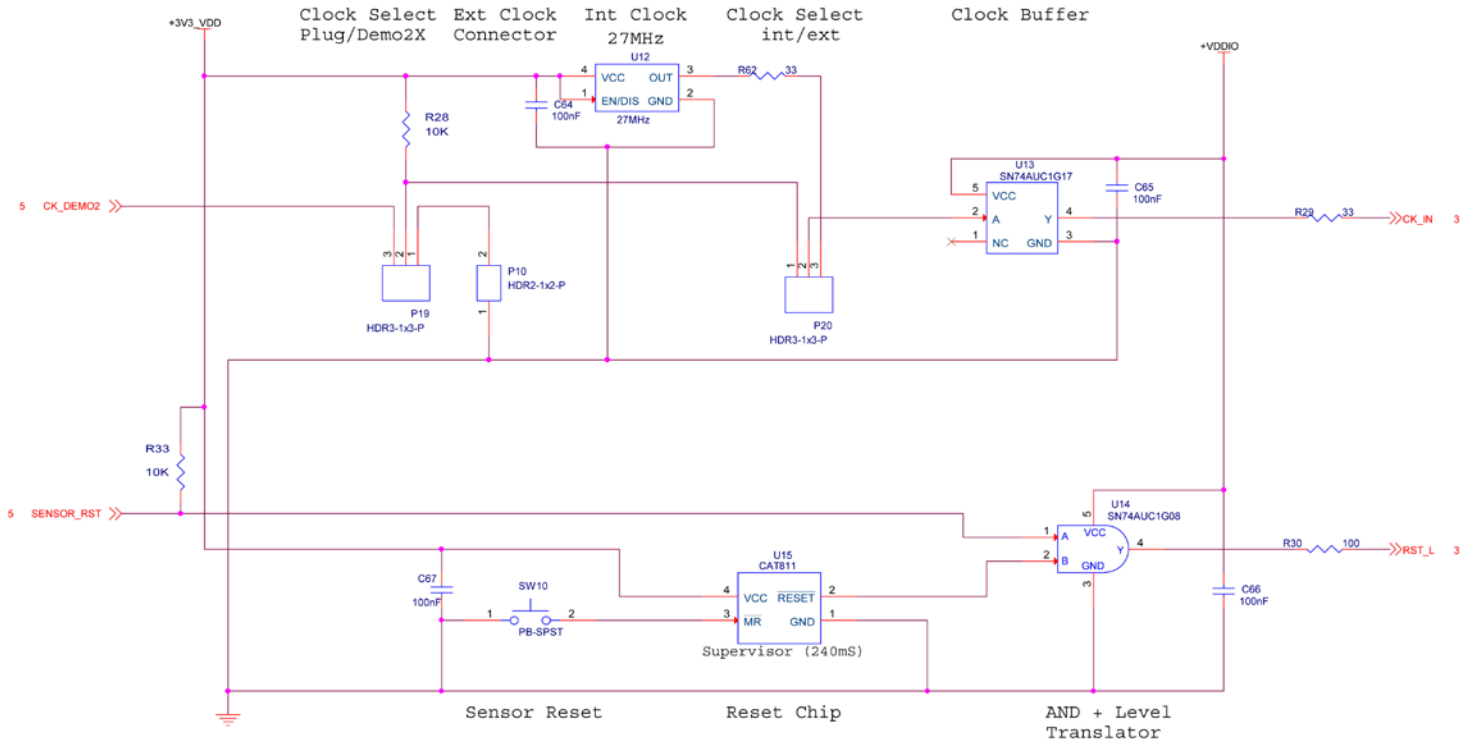 Clock Select
Plug/Demo2X
Ext Clock
Connector
Int Clock
27MHz
Clock Select
int/ext
Clock Buffer
+3V3_VDD
+VDDIO
U12
4
VCC
OUT
3
1
EN/DIS
GND
2
27MHz
R62
33
C64
100nF
R28
10K
U13
SN74AUC1G17
5
VCC
2
A
Y
4
1
NC
GND
3
C65
100nF
R29
33
CK_IN
3
5
CK_DEMO2
3
2
1
P19
HDR3-1x3-P
2
P10
HDR2-1x2-P
1
1
2
3
P20
HDR3-1x3-P
R33
10K
5
SENSOR_RST
U14
SN74AUC1G08
5
VCC
1
A
2
B
Y
4
GND
3
R30
100
RST_L
3
C67
100nF
SW10
1
2
PB-SPST
U15
CAT811
4
VCC
RESET
2
3
MR
GND
1
Supervisor (240mS)
C66
100nF
Sensor Reset
Reset Chip
AND + Level
Translator